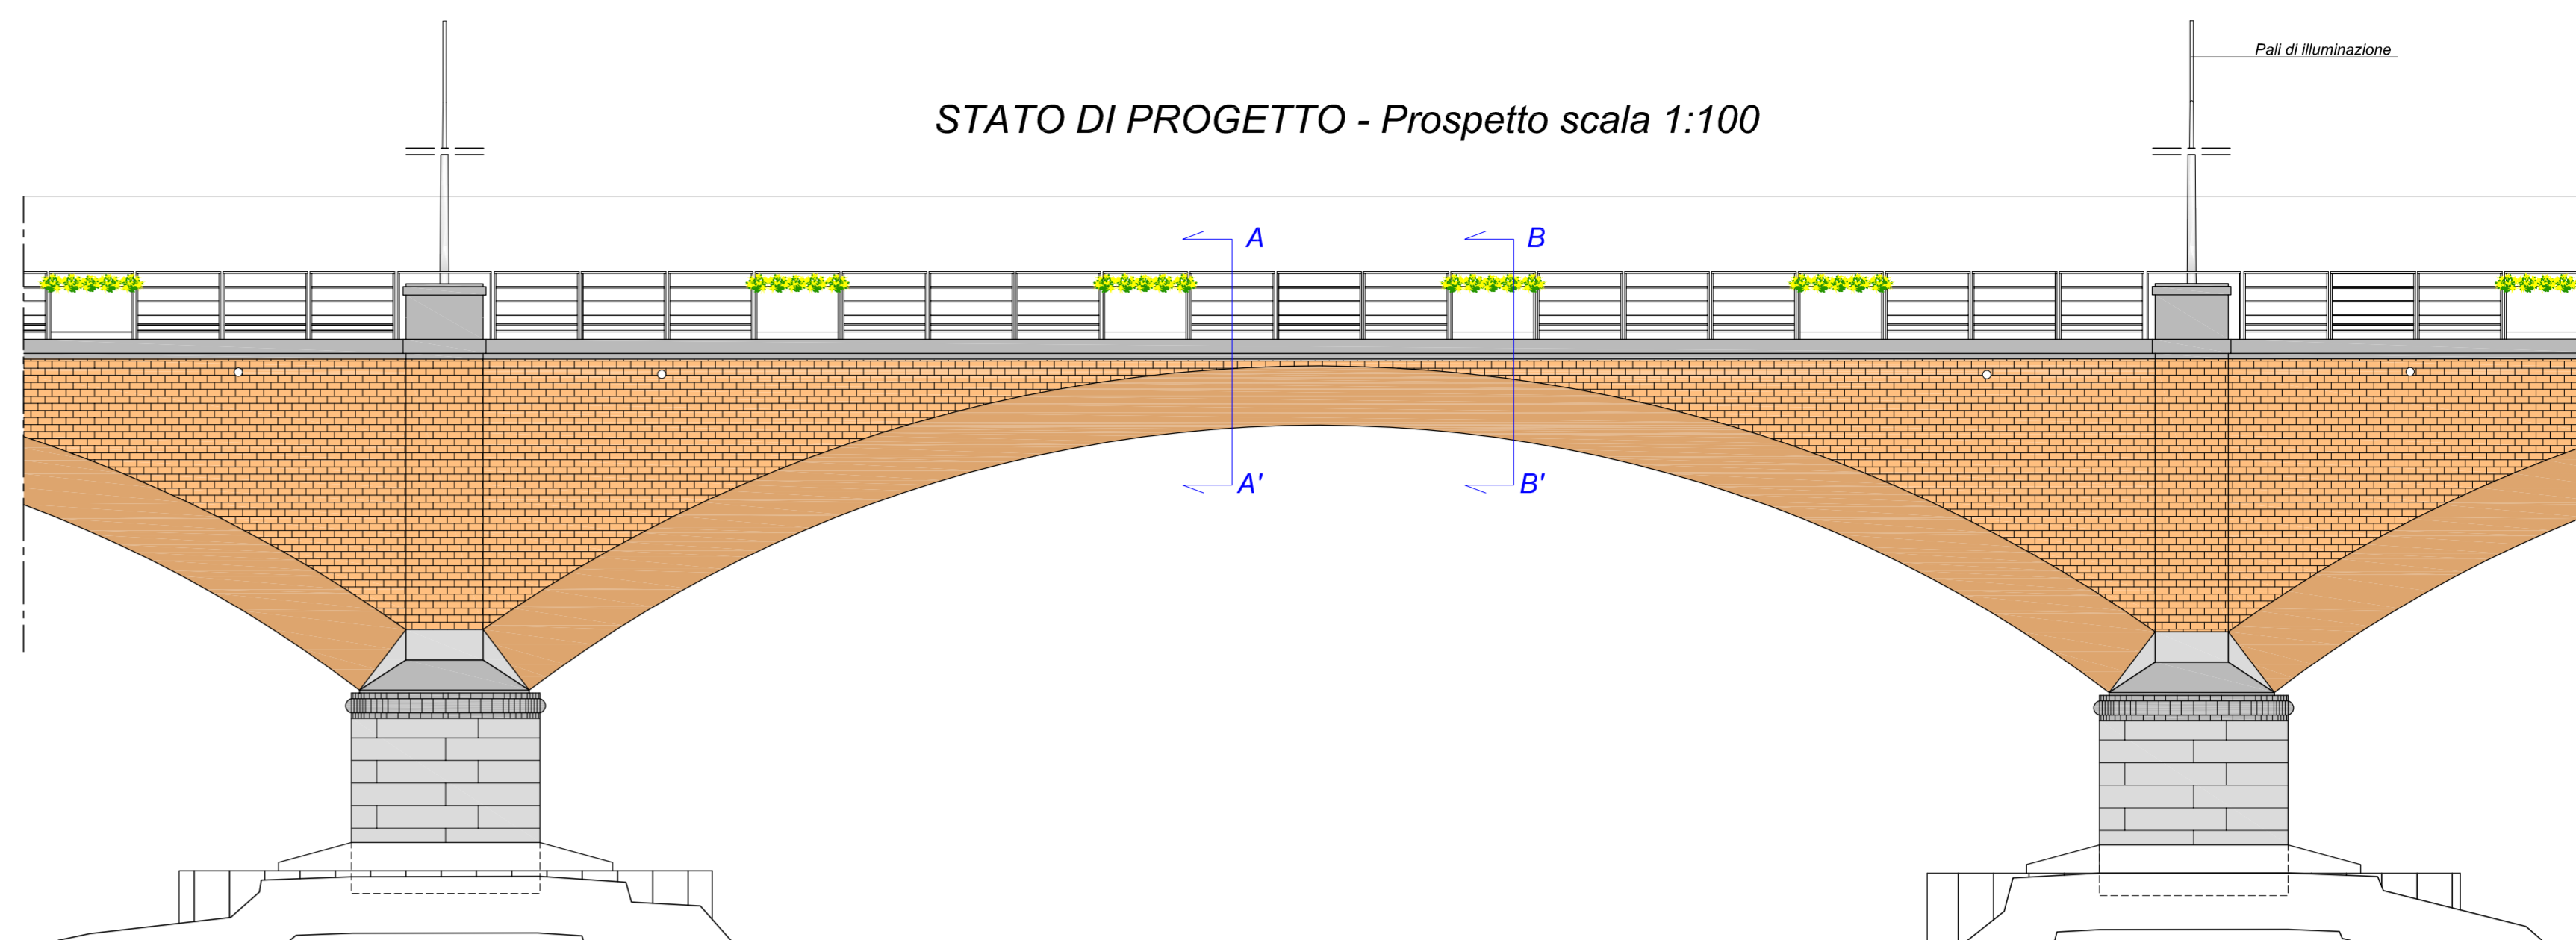 Pali di illuminazione
STATO DI PROGETTO - Prospetto scala 1:100
A
B
A'
B'